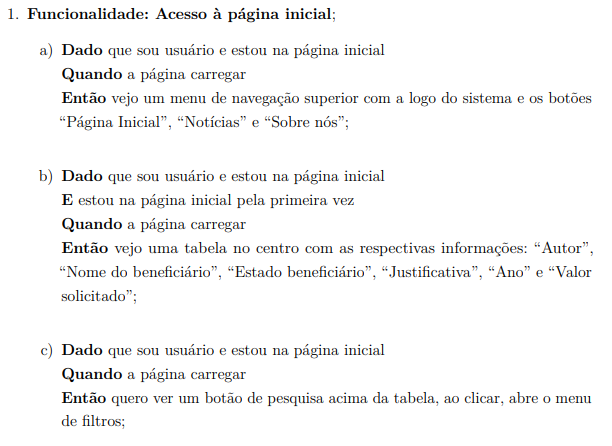 1. Funcionalidade: Acesso à página inicial;
a) Dado que sou usuário e estou na página inicial
Quando a página carregar
Então vejo um menu de navegação superior com a logo do sistema e os botões
“Página Inicial”, “Notícias” e “Sobre nós”;
b) Dado que sou usuário e estou na página inicial
E estou na página inicial pela primeira vez
Quando a página carregar
Então vejo uma tabela no centro com as respectivas informações: “Autor”,
“Nome do beneficiário”, “Estado beneficiário”, “Justificativa”, “Ano” e “Valor
solicitado”;
c) Dado que sou usuário e estou na página inicial
Quando a página carregar
Então quero ver um botão de pesquisa acima da tabela, ao clicar, abre o menu
de filtros;